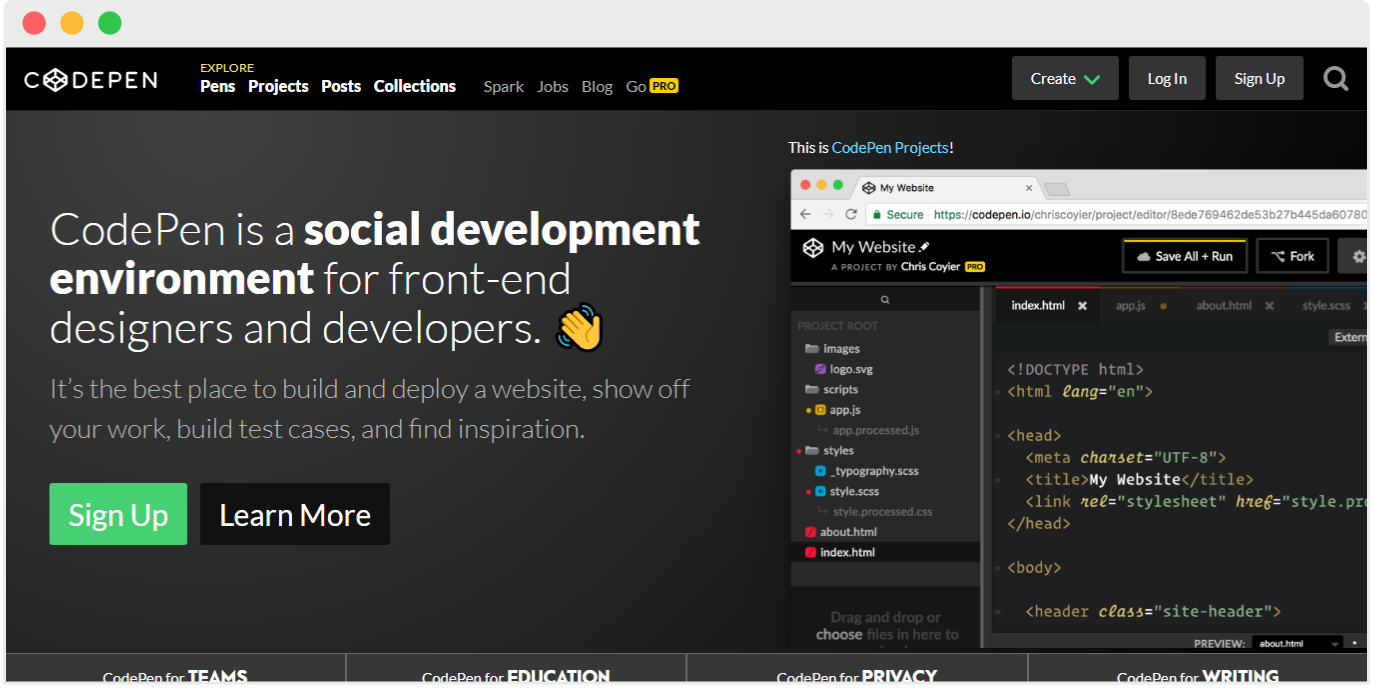 CODEPEN
EXPLORE
Pens Projects Posts Collections Spark Jobs Blog Go PRO
Create Log In Sign Up
This is CodePen Projects!
CodePen is a social development
environment for front-end
designers and developers.
It's the best place to build and deploy a website, show off
your work, build test cases, and find inspiration.
Sign Up Learn More
My Website
Secure https://codepen.io/chriscoyier/project/editor/8ede769462de53b27b445da60780
My Website
A PROJECT BY Chris Coyier PRO
Save All + Run Fork
PROJECT ROOT
images
logo.svg
scripts
app.js
app.processed.js
styles
_typography.scss
style.scss
style.processed.css
about.html
index.html
Drag and drop or
choose files in here to
index.html app.js about.html style.scss
Extern
<!DOCTYPE html>
<html lang="en">
<head>
<meta charset="UTF-8">
<title>My Website</title>
<link rel="stylesheet" href="style.pro
</head>
<body>
<header class="site-header">
PREVIEW: about.html
CodePen for TEAMS
CodePen for EDUCATION
CodePen for PRIVACY
CodePen for WRITING